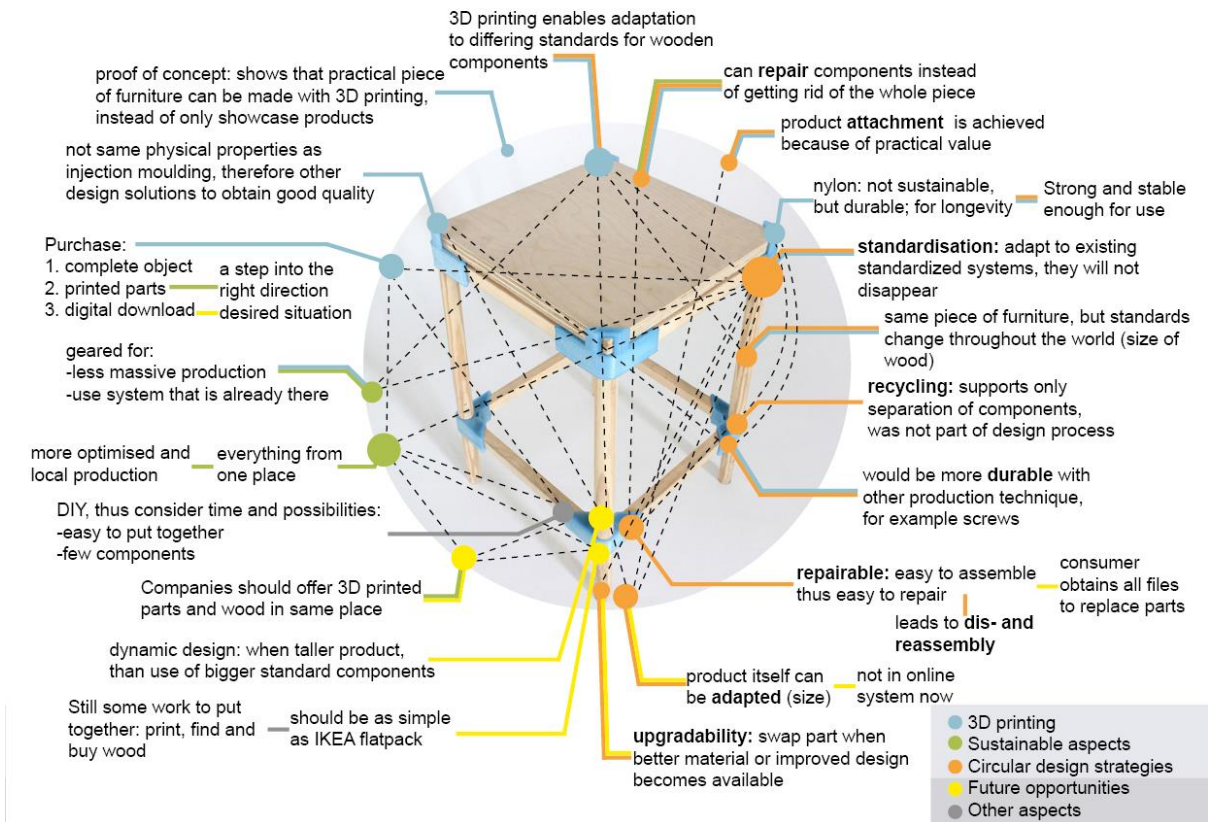 3D printing enables adaptation
to differing standards for wooden
components
proof of concept: shows that practical piece
of furniture can be made with 3D printing,
instead of only showcase products
can repair components instead
of getting rid of the whole piece
product attachment is achieved
because of practical value
not same physical properties as
injection moulding, therefore other
design solutions to obtain good quality
nylon: not sustainable,
but durable; for longevity
Strong and stable
enough for use
Purchase:
1. complete object
2. printed parts
3. digital download
a step into the
right direction
desired situation
standardisation: adapt to existing
standardized systems, they will not
disappear
same piece of furniture, but standards
change throughout the world (size of
wood)
geared for:
-less massive production
-use system that is already there
recycling: supports only
separation of components,
was not part of design process
more optimised and
local production
everything from
one place
would be more durable with
other production technique,
for example screws
DIY, thus consider time and possibilities:
-easy to put together
-few components
repairable: easy to assemble
thus easy to repair
consumer
obtains all files
to replace parts
leads to dis- and
reassembly
Companies should offer 3D printed
parts and wood in same place
dynamic design: when taller product,
than use of bigger standard components
product itself can
be adapted (size)
not in online
system now
Still some work to put
together: print, find and
buy wood
should be as simple
as IKEA flatpack
upgradability: swap part when
better material or improved design
becomes available
3D printing
Sustainable aspects
Circular design strategies
Future opportunities
Other aspects